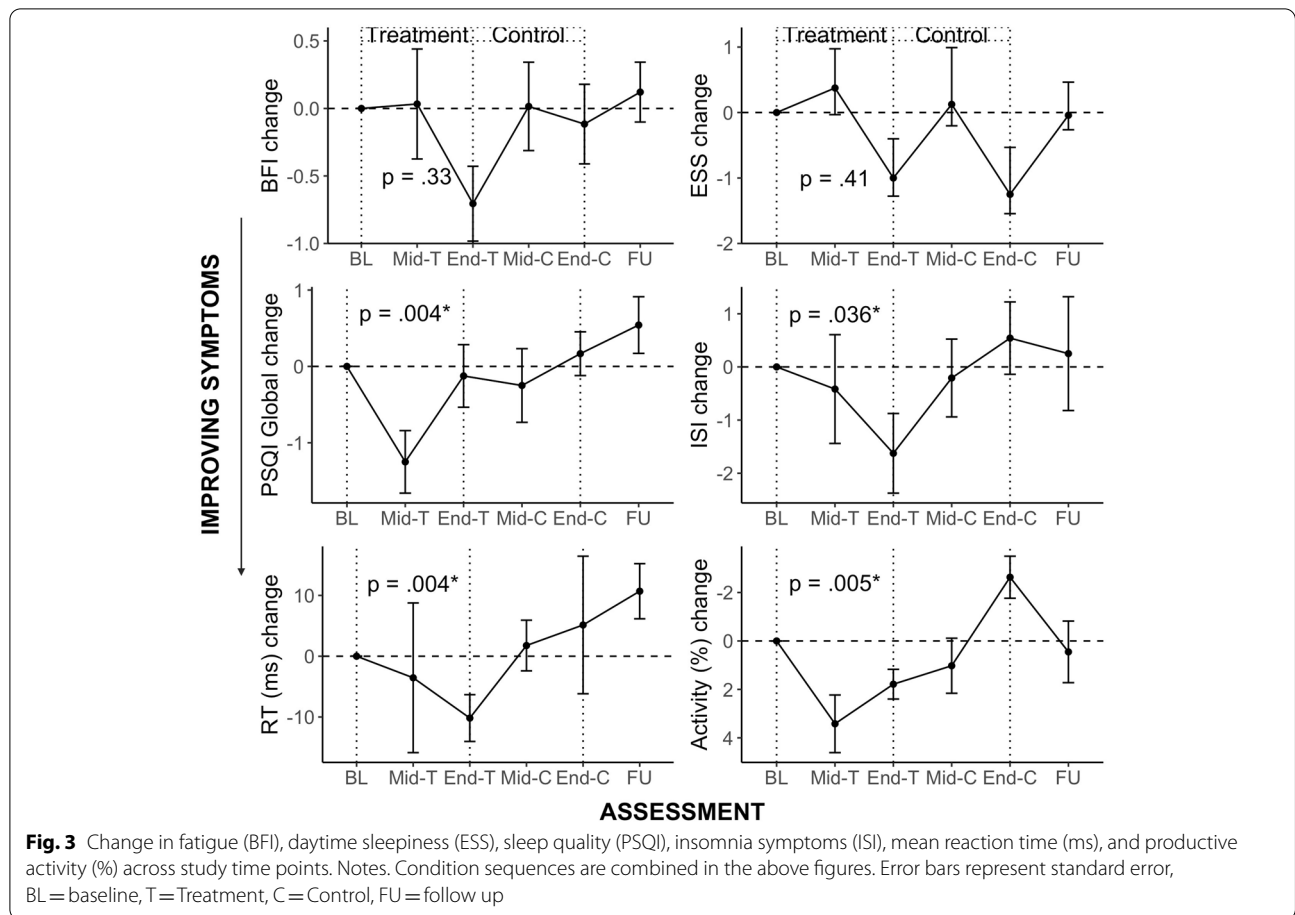 Treatment Control
0.5
0.0
-0.5
-1.0
BFI change
p = .33
BL Mid-T End-T Mid-C End-C FU
Treatment Control
1
0
-1
-2
ESS change
p = .41
BL Mid-T End-T Mid-C End-C FU
IMPROVING SYMPTOMS
1
0
-1
PSQI Global change
p = .004*
BL Mid-T End-T Mid-C End-C FU
1
0
-1
-2
ISI change
p = .036*
BL Mid-T End-T Mid-C End-C FU
10
0
-10
RT (ms) change
p = .004*
BL Mid-T End-T Mid-C End-C FU
-2
0
2
4
Activity (%) change
p = .005*
BL Mid-T End-T Mid-C End-C FU
ASSESSMENT
Fig. 3 Change in fatigue (BFI), daytime sleepiness (ESS), sleep quality (PSQI), insomnia symptoms (ISI), mean reaction time (ms), and productive
activity (%) across study time points. Notes. Condition sequences are combined in the above figures. Error bars represent standard error,
BL = baseline, T = Treatment, C = Control, FU = follow up